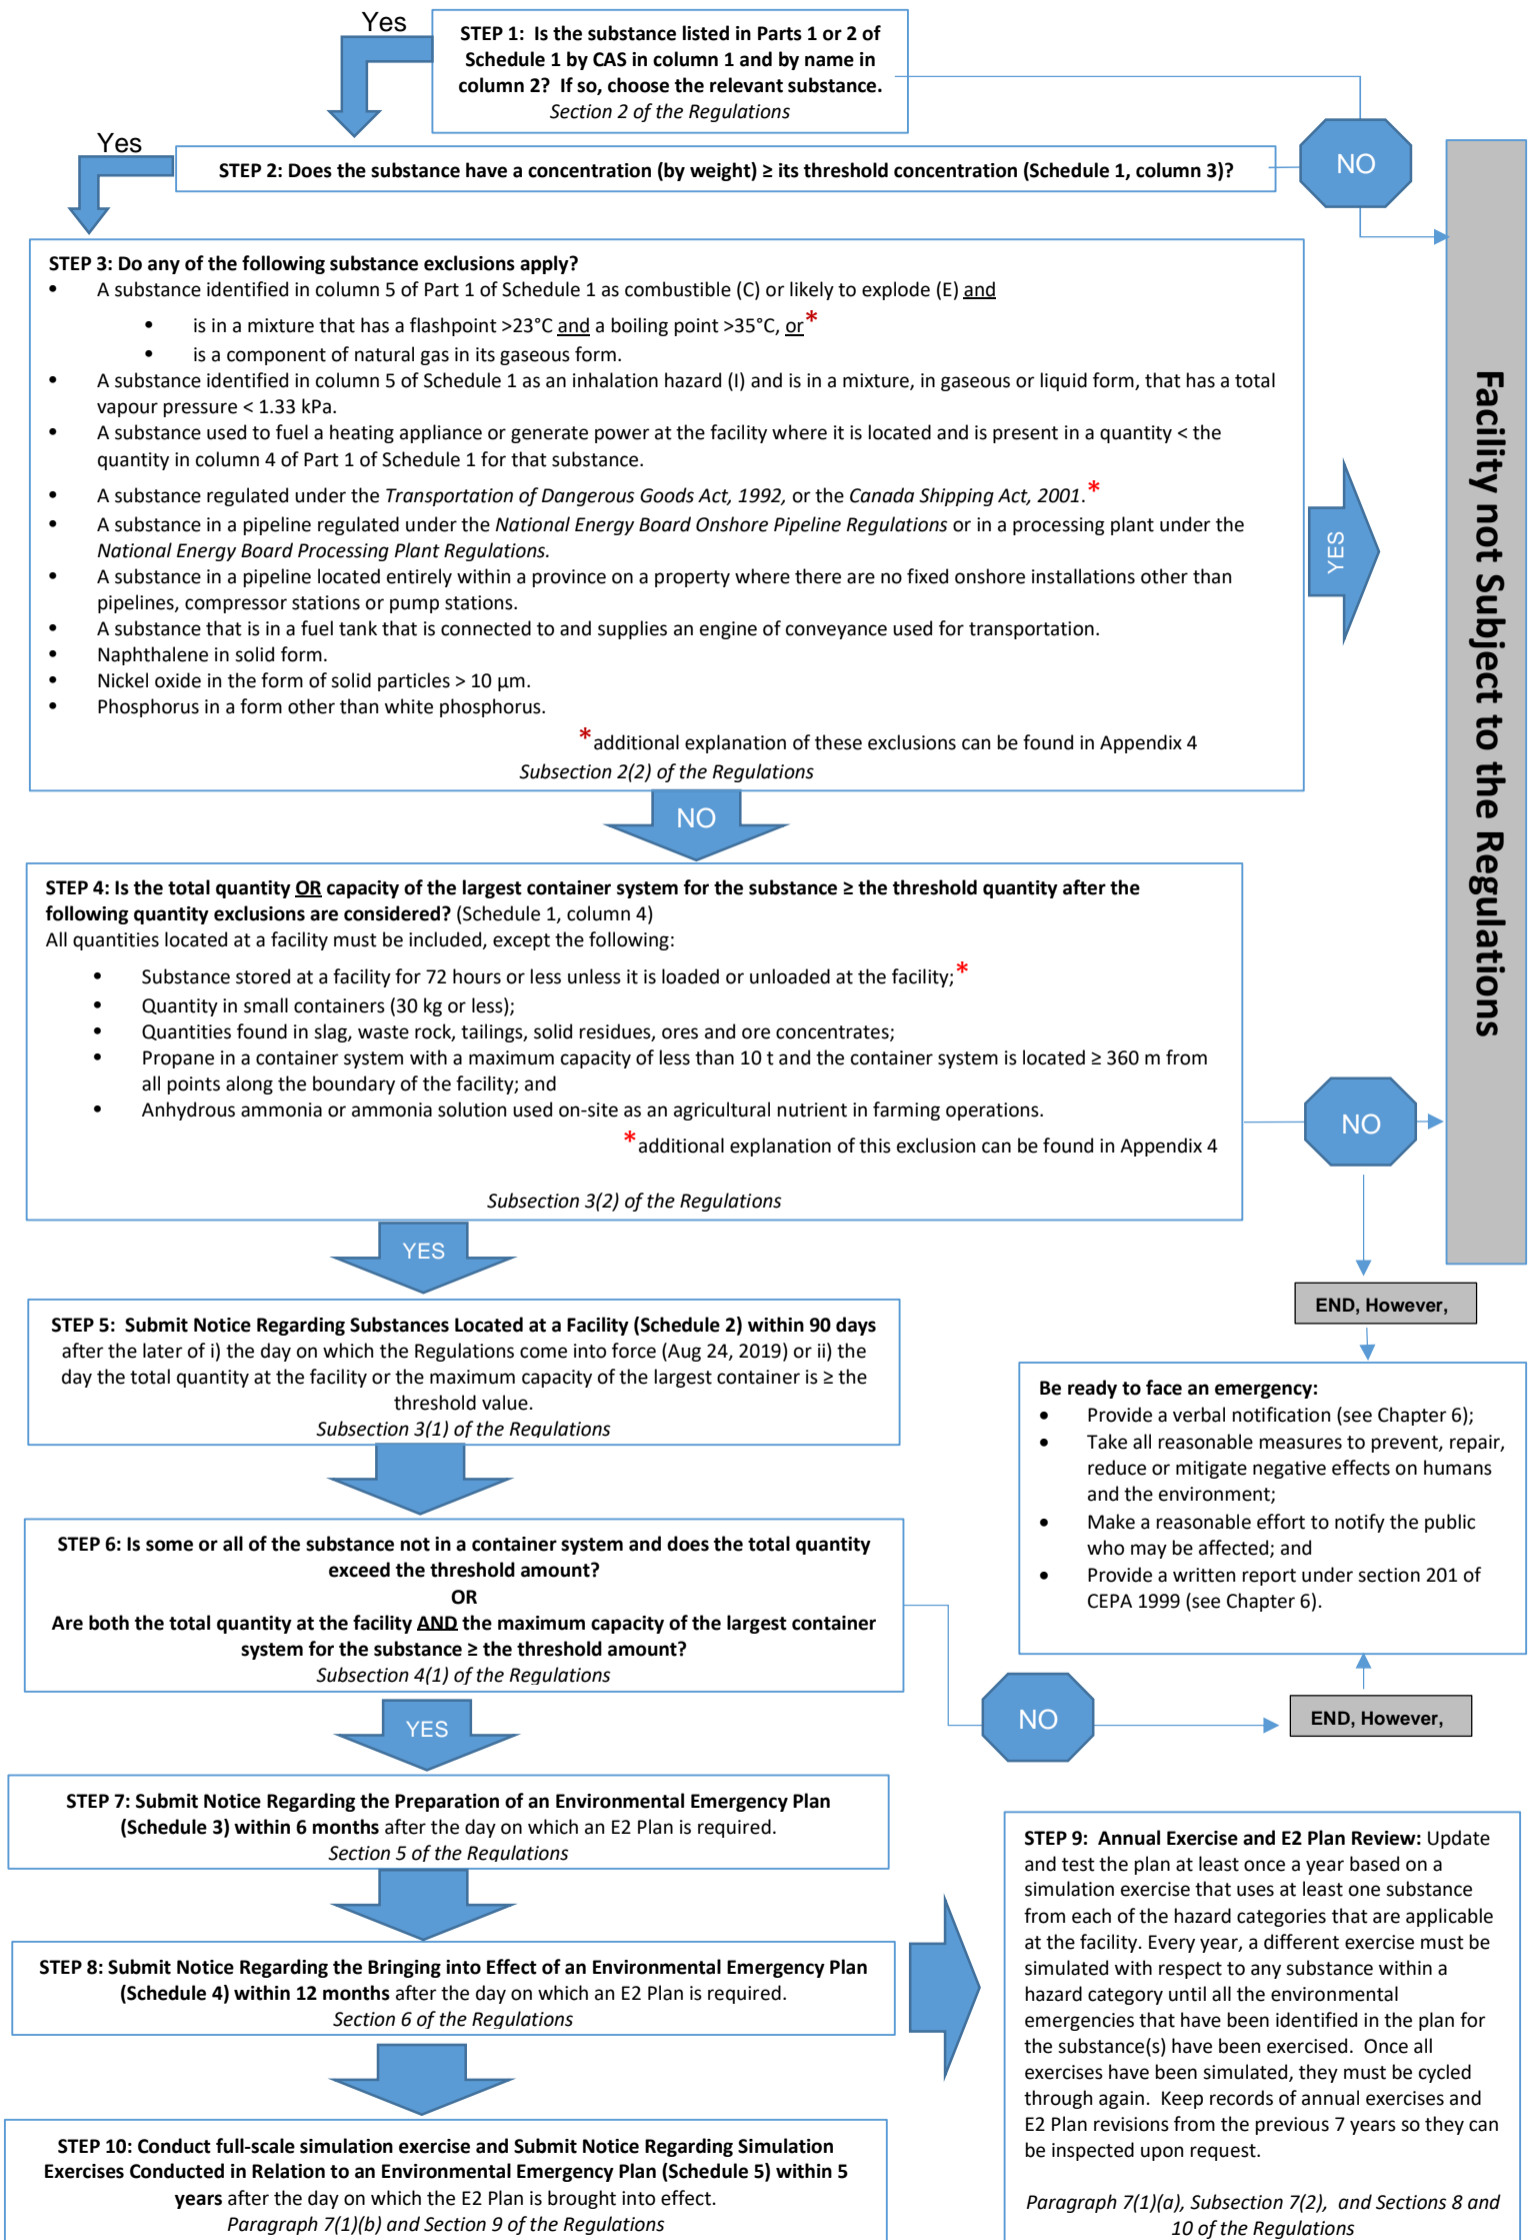 Yes
STEP 1:  Is the substance listed in Parts 1 or 2 of
Schedule 1 by CAS in column 1 and by name in
column 2?  If so, choose the relevant substance.
Section 2 of the Regulations
Yes
STEP 2: Does the substance have a concentration (by weight) ≥ its threshold concentration (Schedule 1, column 3)?
NO
Facility not Subject to the Regulations
STEP 3: Do any of the following substance exclusions apply?
• A substance identified in column 5 of Part 1 of Schedule 1 as combustible (C) or likely to explode (E) and
• is in a mixture that has a flashpoint >23°C and a boiling point >35°C, or*
• is a component of natural gas in its gaseous form.
• A substance identified in column 5 of Schedule 1 as an inhalation hazard (I) and is in a mixture, in gaseous or liquid form, that has a total
vapour pressure < 1.33 kPa.
• A substance used to fuel a heating appliance or generate power at the facility where it is located and is present in a quantity < the
quantity in column 4 of Part 1 of Schedule 1 for that substance.
• A substance regulated under the Transportation of Dangerous Goods Act, 1992, or the Canada Shipping Act, 2001.*
• A substance in a pipeline regulated under the National Energy Board Onshore Pipeline Regulations or in a processing plant under the
National Energy Board Processing Plant Regulations.
• A substance in a pipeline located entirely within a province on a property where there are no fixed onshore installations other than
pipelines, compressor stations or pump stations.
• A substance that is in a fuel tank that is connected to and supplies an engine of conveyance used for transportation.
• Naphthalene in solid form.
• Nickel oxide in the form of solid particles > 10 µm.
• Phosphorus in a form other than white phosphorus.
*additional explanation of these exclusions can be found in Appendix 4
Subsection 2(2) of the Regulations
YES
NO
STEP 4: Is the total quantity OR capacity of the largest container system for the substance ≥ the threshold quantity after the
following quantity exclusions are considered? (Schedule 1, column 4)
All quantities located at a facility must be included, except the following:
• Substance stored at a facility for 72 hours or less unless it is loaded or unloaded at the facility;*
• Quantity in small containers (30 kg or less);
• Quantities found in slag, waste rock, tailings, solid residues, ores and ore concentrates;
• Propane in a container system with a maximum capacity of less than 10 t and the container system is located ≥ 360 m from
all points along the boundary of the facility; and
• Anhydrous ammonia or ammonia solution used on-site as an agricultural nutrient in farming operations.
*additional explanation of this exclusion can be found in Appendix 4
Subsection 3(2) of the Regulations
NO
YES
END, However,
STEP 5:  Submit Notice Regarding Substances Located at a Facility (Schedule 2) within 90 days
after the later of i) the day on which the Regulations come into force (Aug 24, 2019) or ii) the
day the total quantity at the facility or the maximum capacity of the largest container is ≥ the
threshold value.
Subsection 3(1) of the Regulations
Be ready to face an emergency:
• Provide a verbal notification (see Chapter 6);
• Take all reasonable measures to prevent, repair,
reduce or mitigate negative effects on humans
and the environment;
• Make a reasonable effort to notify the public
who may be affected; and
• Provide a written report under section 201 of
CEPA 1999 (see Chapter 6).
STEP 6: Is some or all of the substance not in a container system and does the total quantity
exceed the threshold amount?
OR
Are both the total quantity at the facility AND the maximum capacity of the largest container
system for the substance ≥ the threshold amount?
Subsection 4(1) of the Regulations
NO
END, However,
YES
STEP 7: Submit Notice Regarding the Preparation of an Environmental Emergency Plan
(Schedule 3) within 6 months after the day on which an E2 Plan is required.
Section 5 of the Regulations
STEP 8: Submit Notice Regarding the Bringing into Effect of an Environmental Emergency Plan
(Schedule 4) within 12 months after the day on which an E2 Plan is required.
Section 6 of the Regulations
STEP 9:  Annual Exercise and E2 Plan Review: Update
and test the plan at least once a year based on a
simulation exercise that uses at least one substance
from each of the hazard categories that are applicable
at the facility. Every year, a different exercise must be
simulated with respect to any substance within a
hazard category until all the environmental
emergencies that have been identified in the plan for
the substance(s) have been exercised.  Once all
exercises have been simulated, they must be cycled
through again.  Keep records of annual exercises and
E2 Plan revisions from the previous 7 years so they can
be inspected upon request.
Paragraph 7(1)(a), Subsection 7(2),  and Sections 8 and
10 of the Regulations
STEP 10: Conduct full-scale simulation exercise and Submit Notice Regarding Simulation
Exercises Conducted in Relation to an Environmental Emergency Plan (Schedule 5) within 5
years after the day on which the E2 Plan is brought into effect.
Paragraph 7(1)(b) and Section 9 of the Regulations